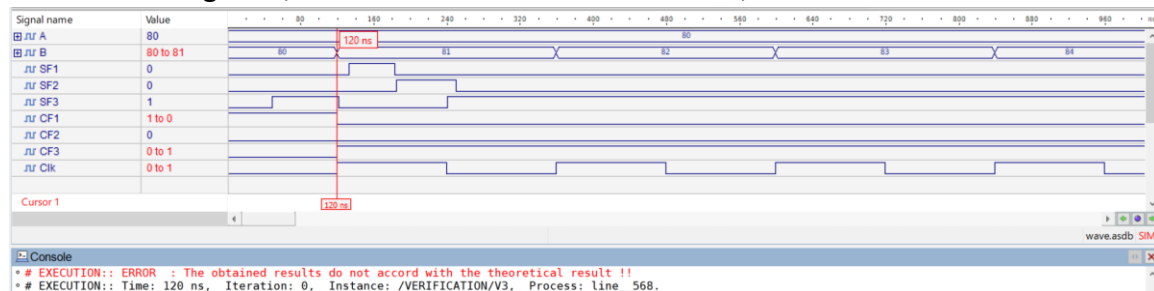 Signal name Value 80 160 240 320 400 480 560 640 720 800 880 960 ns
A 80 80
120 ns
B 80 to 81 80 81 82 83 84
SF1 0
SF2 0
SF3 1
CF1 1 to 0
CF2 0
CF3 0 to 1
Clk 0 to 1
Cursor 1 120 ns
wave.asdb SIM
Console
# EXECUTION:: ERROR : The obtained results do not accord with the theoretical result !!
# EXECUTION:: Time: 120 ns, Iteration: 0, Instance: /VERIFICATION/V3, Process: line 568.